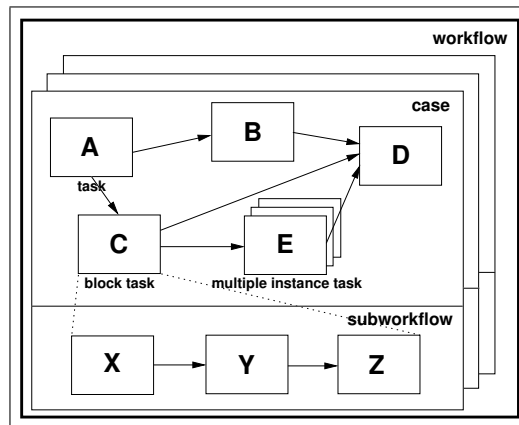 workflow
case
A
B
D
task
C
E
block task
multiple instance task
subworkflow
X
Y
Z